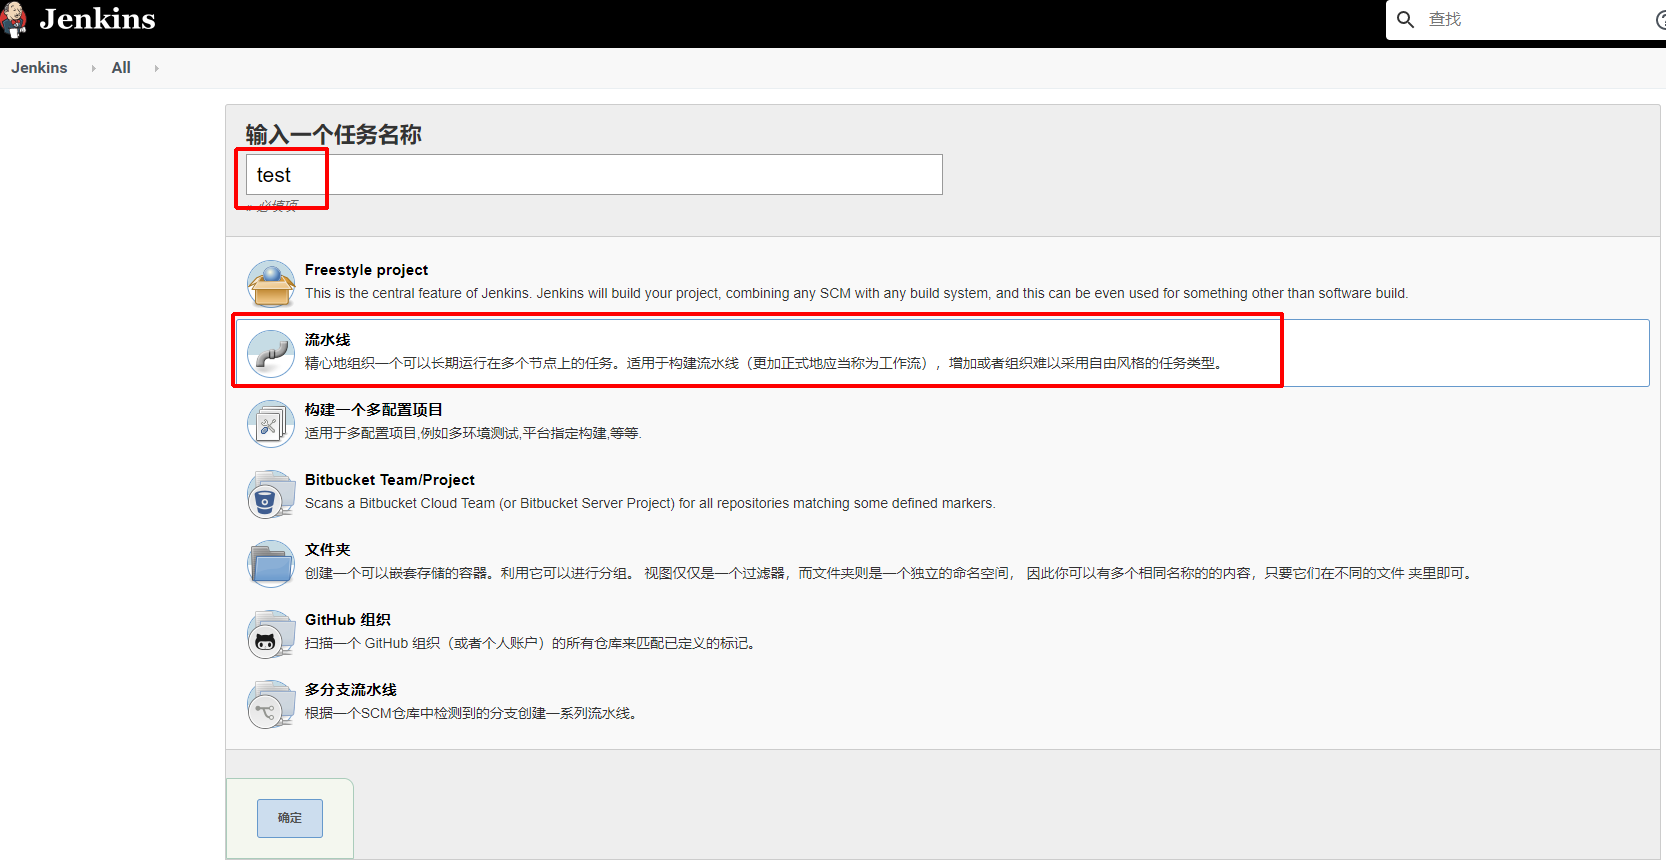 Jenkins
查找
Jenkins
All
输入一个任务名称
test
» 必填项
Freestyle project
This is the central feature of Jenkins. Jenkins will build your project, combining any SCM with any build system, and this can be even used for something other than software build.
流水线
精心地组织一个可以长期运行在多个节点上的任务。适用于构建流水线（更加正式地应当称为工作流），增加或者组织难以采用自由风格的任务类型。
构建一个多配置项目
适用于多配置项目,例如多环境测试,平台指定构建,等等.
Bitbucket Team/Project
Scans a Bitbucket Cloud Team (or Bitbucket Server Project) for all repositories matching some defined markers.
文件夹
创建一个可以嵌套存储的容器。利用它可以进行分组。 视图仅仅是一个过滤器，而文件夹则是一个独立的命名空间， 因此你可以有多个相同名称的的内容，只要它们在不同的文件 夹里即可。
GitHub 组织
扫描一个 GitHub 组织（或者个人账户）的所有仓库来匹配已定义的标记。
多分支流水线
根据一个SCM仓库中检测到的分支创建一系列流水线。
确定